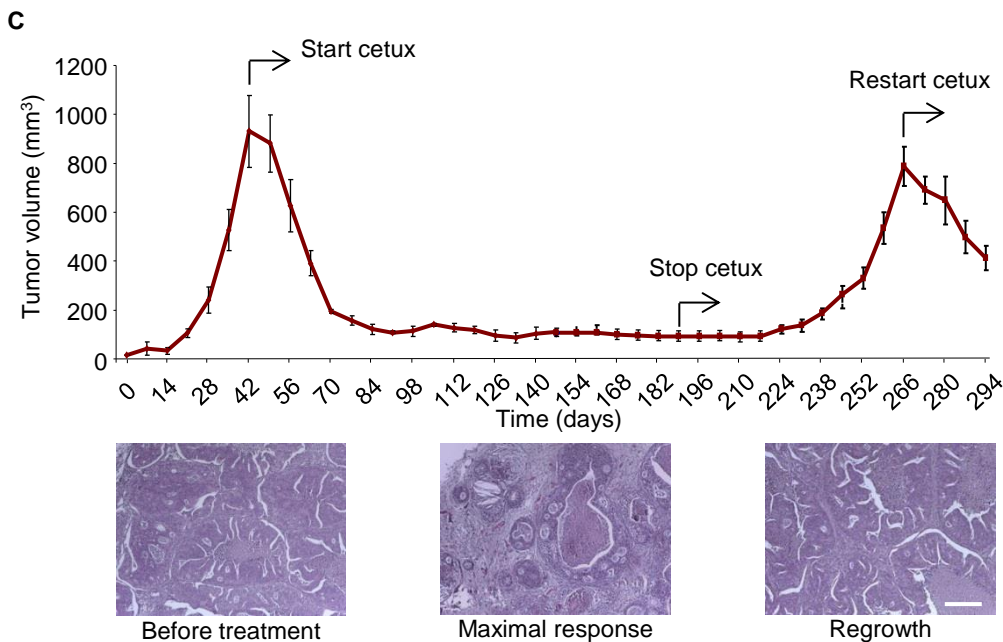 C
Start cetux
Restart cetux
Stop cetux
Tumor volume (mm³)
1200
1000
800
600
400
200
0
0 14 28 42 56 70 84 98 112 126 140 154 168 182 196 210 224 238 252 266 280 294
Time (days)
Before treatment Maximal response Regrowth